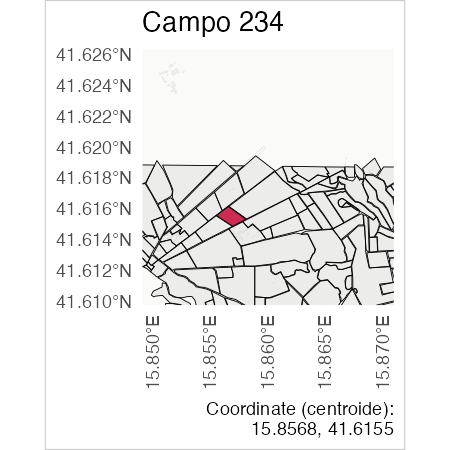 Campo 234
41.626°N
41.624°N
41.622°N
41.620°N
41.618°N
41.616°N
41.614°N
41.612°N
41.610°N
15.850°E
15.855°E
15.860°E
15.865°E
15.870°E
Coordinate (centroide):
15.8568, 41.6155